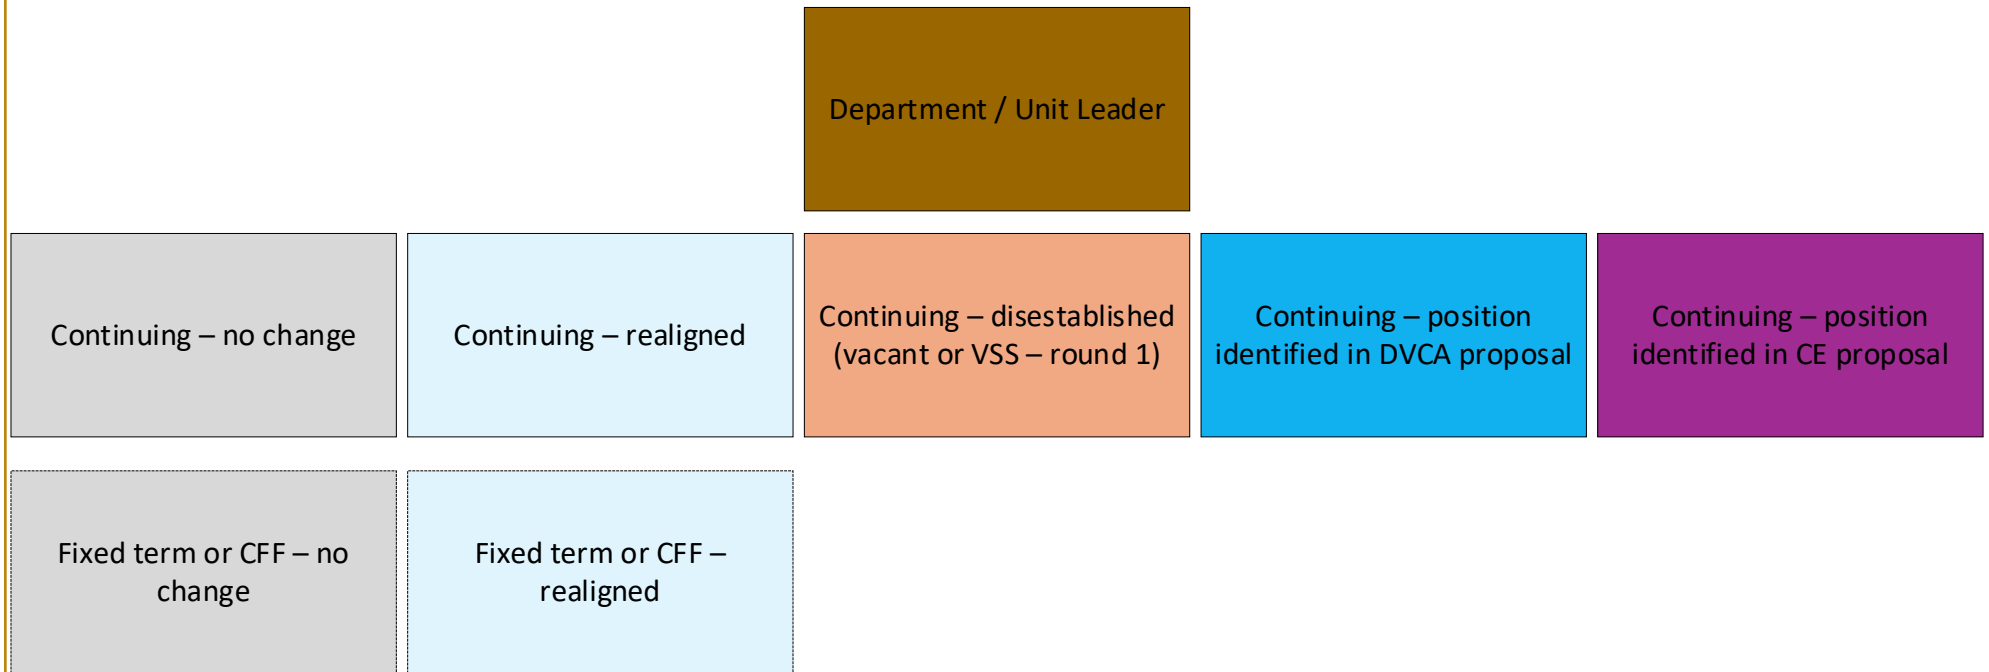 Department / Unit Leader
Continuing – no change
Continuing – realigned
Continuing – disestablished
(vacant or VSS – round 1)
Continuing – position
identified in DVCA proposal
Continuing – position
identified in CE proposal
Fixed term or CFF – no
change
Fixed term or CFF –
realigned